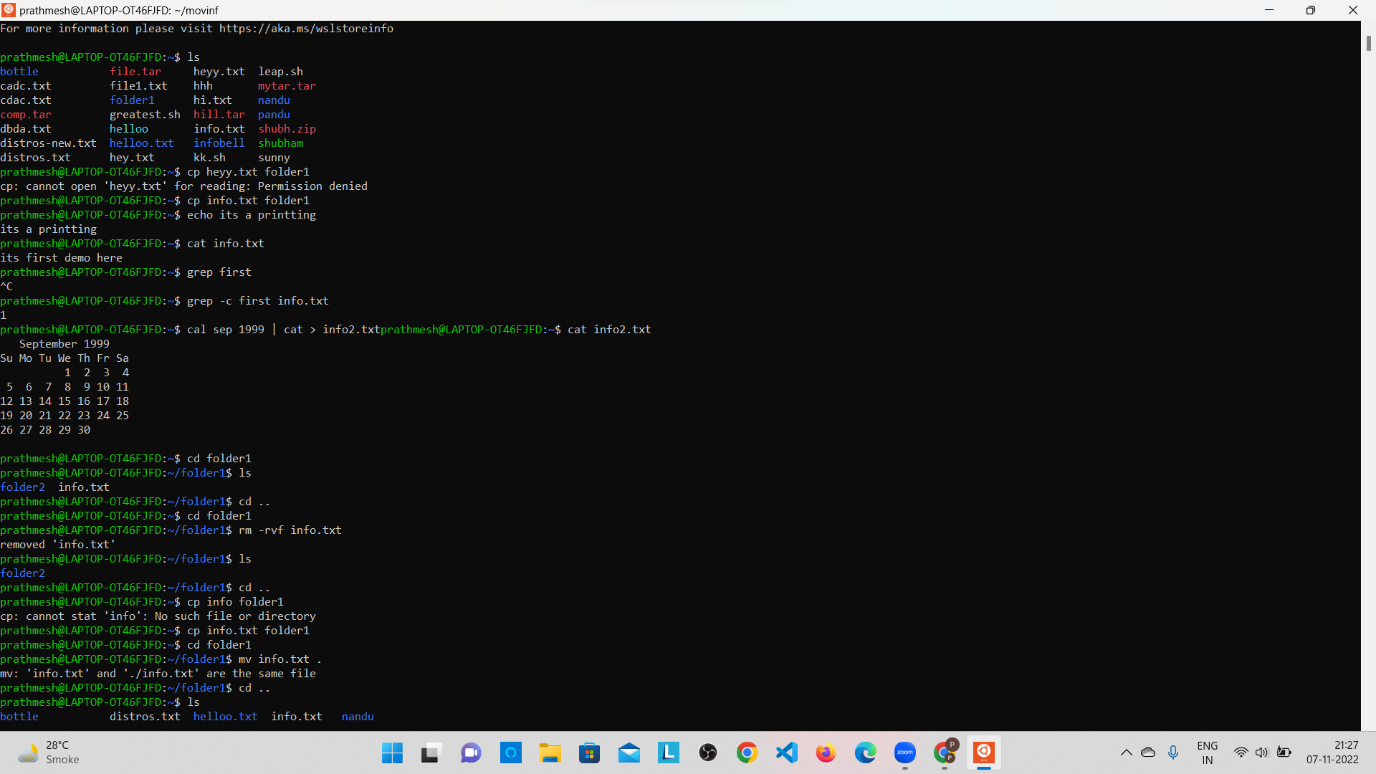 prathmesh@LAPTOP-OT46FJFD: ~/movinf
For more information please visit https://aka.ms/wslstoreinfo
prathmesh@LAPTOP-OT46FJFD:~$ ls
bottle file.tar heyy.txt leap.sh
cadc.txt file1.txt hhh mytar.tar
cdac.txt folder1 hi.txt nandu
comp.tar greatest.sh hill.tar pandu
dbda.txt helloo info.txt shubh.zip
distros-new.txt helloo.txt infobell shubham
distros.txt hey.txt kk.sh sunny
prathmesh@LAPTOP-OT46FJFD:~$ cp heyy.txt folder1
cp: cannot open 'heyy.txt' for reading: Permission denied
prathmesh@LAPTOP-OT46FJFD:~$ cp info.txt folder1
prathmesh@LAPTOP-OT46FJFD:~$ echo its a printting
its a printting
prathmesh@LAPTOP-OT46FJFD:~$ cat info.txt
its first demo here
prathmesh@LAPTOP-OT46FJFD:~$ grep first
^C
prathmesh@LAPTOP-OT46FJFD:~$ grep -c first info.txt
1
prathmesh@LAPTOP-OT46FJFD:~$ cal sep 1999 | cat > info2.txtprathmesh@LAPTOP-OT46FJFD:~$ cat info2.txt
September 1999
Su Mo Tu We Th Fr Sa
1 2 3 4
5 6 7 8 9 10 11
12 13 14 15 16 17 18
19 20 21 22 23 24 25
26 27 28 29 30
prathmesh@LAPTOP-OT46FJFD:~$ cd folder1
prathmesh@LAPTOP-OT46FJFD:~/folder1$ ls
folder2 info.txt
prathmesh@LAPTOP-OT46FJFD:~/folder1$ cd ..
prathmesh@LAPTOP-OT46FJFD:~$ cd folder1
prathmesh@LAPTOP-OT46FJFD:~/folder1$ rm -rvf info.txt
removed 'info.txt'
prathmesh@LAPTOP-OT46FJFD:~/folder1$ ls
folder2
prathmesh@LAPTOP-OT46FJFD:~/folder1$ cd ..
prathmesh@LAPTOP-OT46FJFD:~$ cp info folder1
cp: cannot stat 'info': No such file or directory
prathmesh@LAPTOP-OT46FJFD:~$ cp info.txt folder1
prathmesh@LAPTOP-OT46FJFD:~$ cd folder1
prathmesh@LAPTOP-OT46FJFD:~/folder1$ mv info.txt .
mv: 'info.txt' and './info.txt' are the same file
prathmesh@LAPTOP-OT46FJFD:~/folder1$ cd ..
prathmesh@LAPTOP-OT46FJFD:~$ ls
bottle distros.txt helloo.txt info.txt nandu
28°C
Smoke
L
zoom
P
P
ENG
IN
21:27
07-11-2022